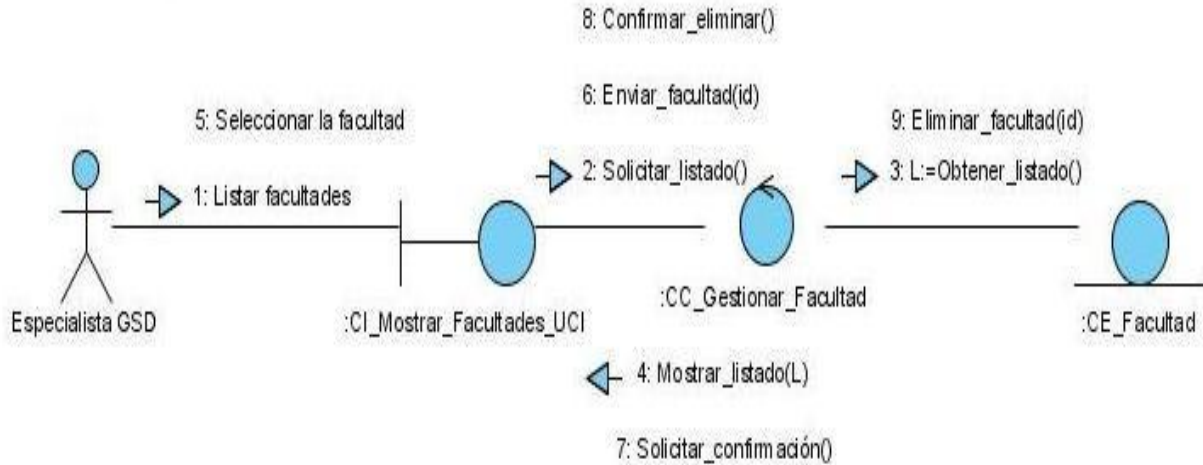 8: Confirmar_eliminar()
6: Enviar_facultad(id)
5: Seleccionar la facultad
9: Eliminar_facultad(id)
2: Solicitar_listado()
3: L:=Obtener_listado()
1: Listar facultades
:CC_Gestionar_Facultad
Especialista GSD
:CI_Mostrar_Facultades_UCI
:CE_Facultad
4: Mostrar_listado(L)
7: Solicitar_confirmación()